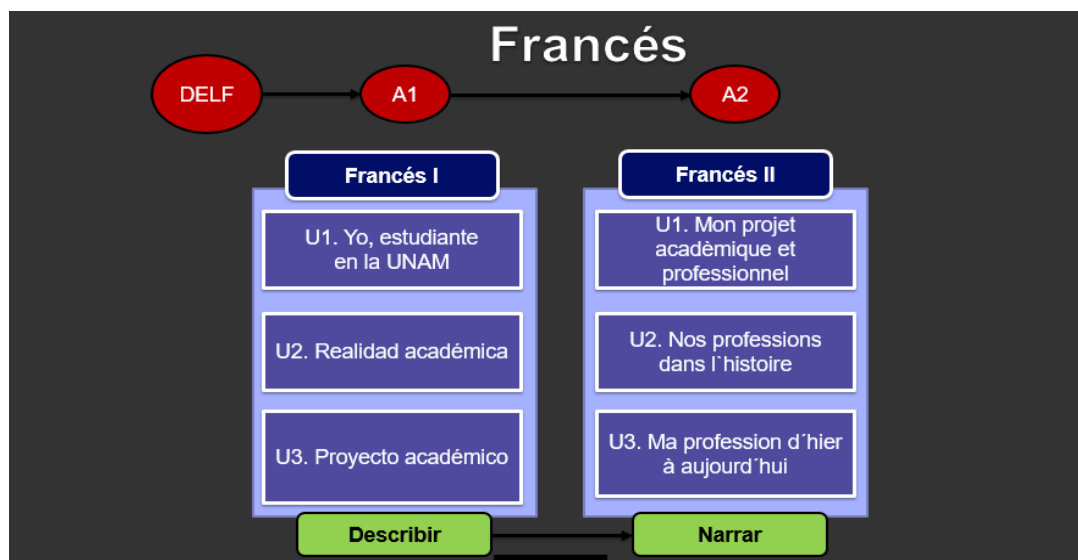 Francés
DELF
A1
A2
Francés I
U1. Yo, estudiante
en la UNAM
U2. Realidad académica
U3. Proyecto académico
Describir
Francés II
U1. Mon projet
acadèmique et
professionnel
U2. Nos professions
dans l`histoire
U3. Ma profession d´hier
à aujourd´hui
Narrar